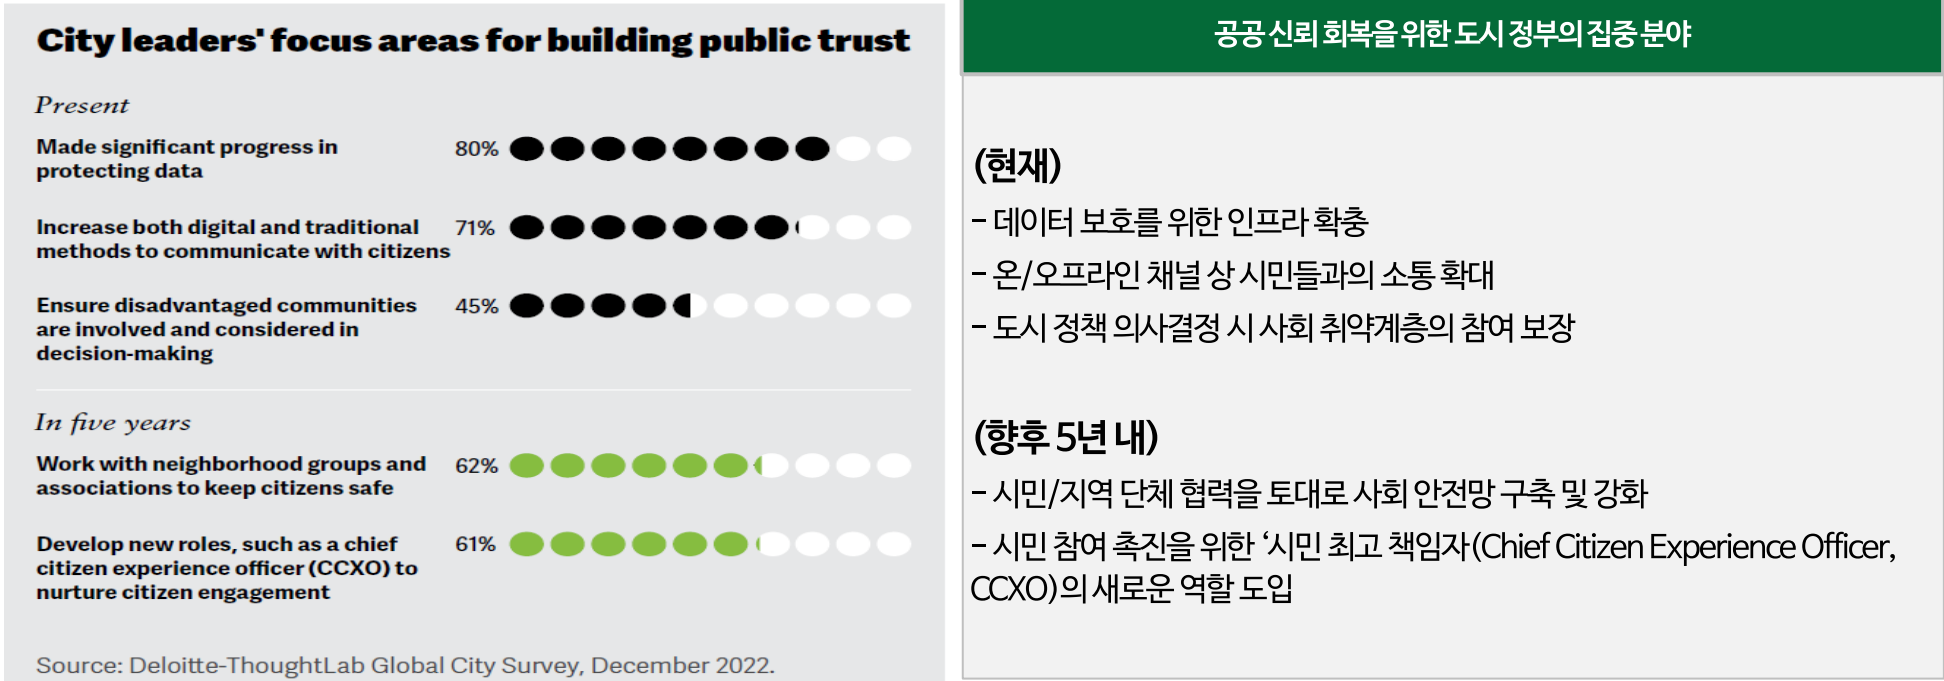 City leaders' focus areas for building public trust
Present
Made significant progress in
protecting data
80%
Increase both digital and traditional
methods to communicate with citizens
71%
Ensure disadvantaged communities
are involved and considered in
decision-making
45%
In five years
Work with neighborhood groups and
associations to keep citizens safe
62%
Develop new roles, such as a chief
citizen experience officer (CCXO) to
nurture citizen engagement
61%
Source: Deloitte-ThoughtLab Global City Survey, December 2022.
공공 신뢰 회복을 위한 도시 정부의 집중 분야
(현재)
- 데이터 보호를 위한 인프라 확충
- 온/오프라인 채널 상 시민들과의 소통 확대
- 도시 정책 의사결정 시 사회 취약계층의 참여 보장
(향후 5년 내)
- 시민/지역 단체 협력을 토대로 사회 안전망 구축 및 강화
- 시민 참여 촉진을 위한 ‘시민 최고 책임자(Chief Citizen Experience Officer,
CCXO)의 새로운 역할 도입